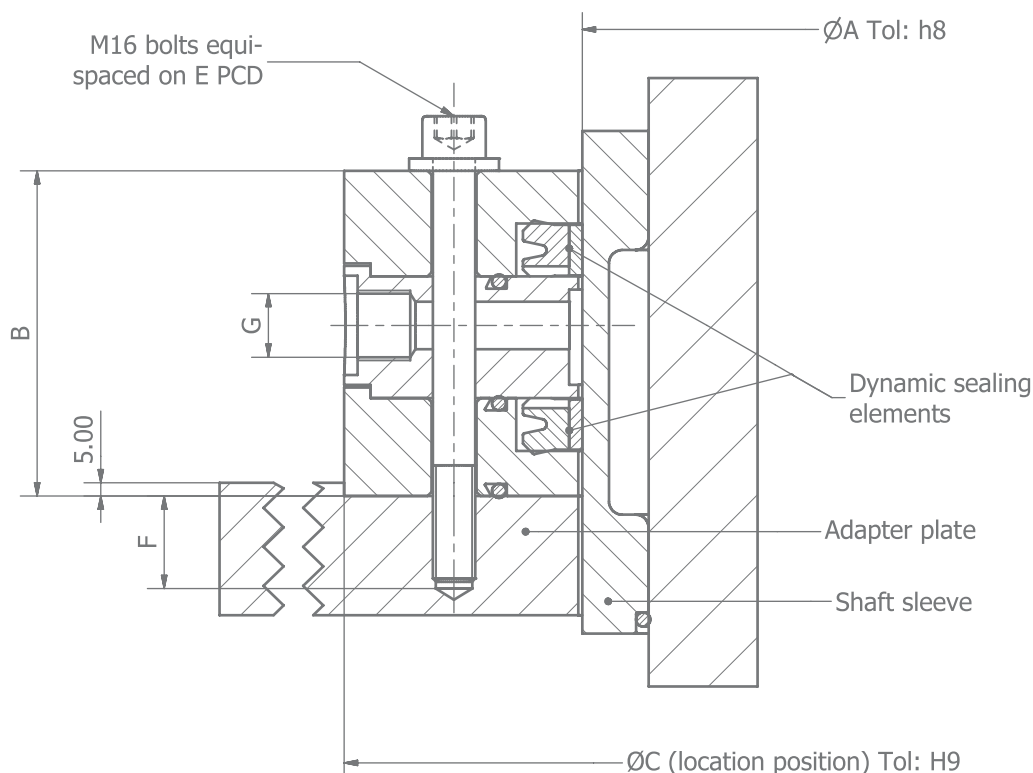 M16 bolts equi-
spaced on E PCD
ØA Tol: h8
B
G
5.00
F
Dynamic sealing
elements
Adapter plate
Shaft sleeve
ØC (location position) Tol: H9